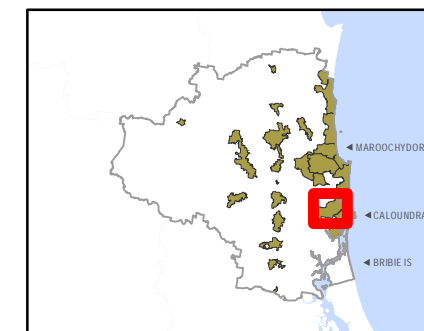 ◄ MAROOCHYDOR
◄ CALOUNDRA
◄ BRIBIE IS